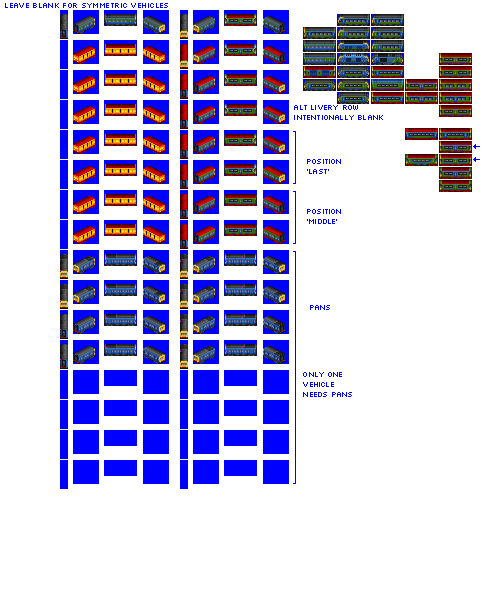 LEAVE BLANK FOR SYMMETRIC VEHICLES
ALT LIVERY ROW
INTENTIONALLY BLANK
POSITION
'LAST'
POSITION
'MIDDLE'
PANS
ONLY ONE
VEHICLE
NEEDS PANS